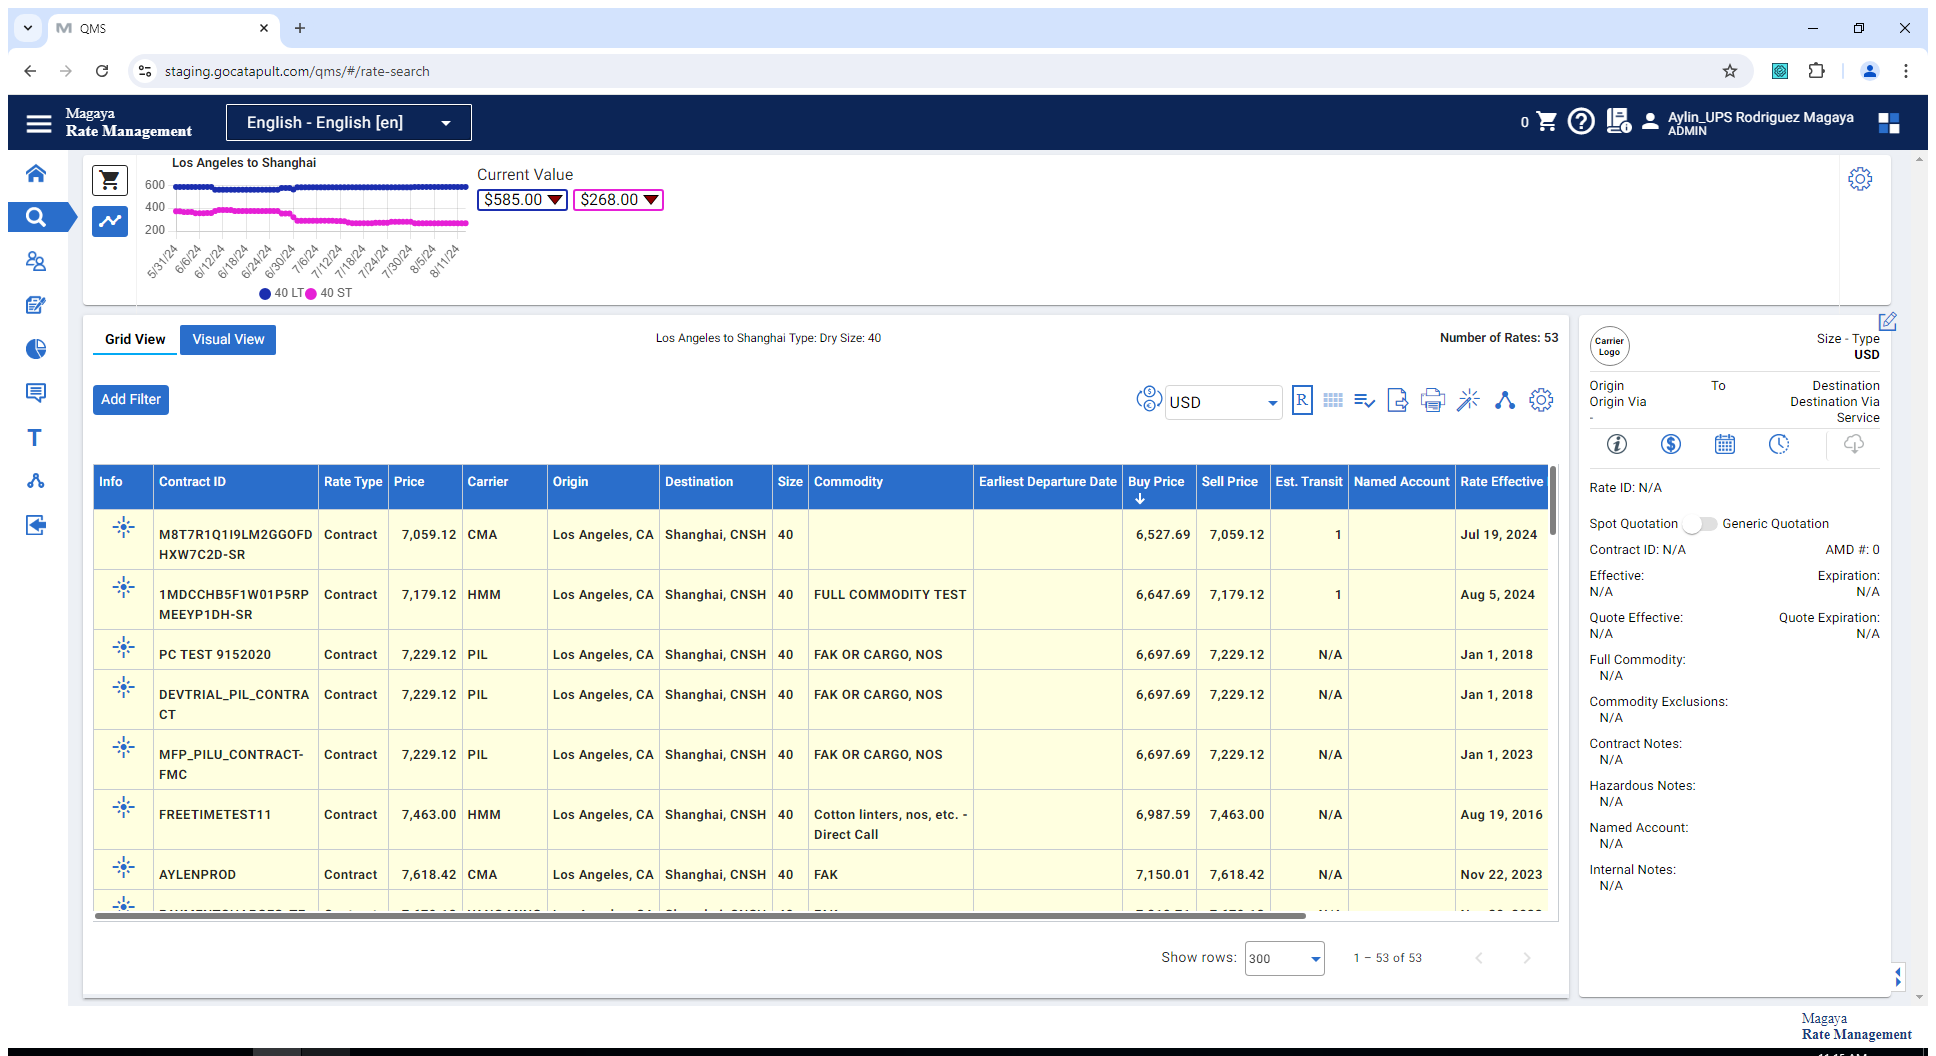 QMS
staging.gocatapult.com/qms/#/rate-search
Magaya
Rate Management
English - English [en]
0
Aylin_UPS Rodriguez Magaya
ADMIN
Los Angeles to Shanghai
600
400
200
5/31/24 6/6/24 6/12/24 6/18/24 6/24/24 6/30/24 7/6/24 7/12/24 7/18/24 7/24/24 7/30/24 8/5/24 8/11/24
40 LT 40 ST
Current Value
$585.00 $268.00
Grid View Visual View
Los Angeles to Shanghai Type: Dry Size: 40
Number of Rates: 53
Add Filter
USD
R
Info Contract ID Rate Type Price Carrier Origin Destination Size Commodity Earliest Departure Date Buy Price Sell Price Est. Transit Named Account Rate Effective
M8T7R1Q1I9LM2GGOFD Contract 7,059.12 CMA Los Angeles, CA Shanghai, CNSH 40 6,527.69 7,059.12 1 Jul 19, 2024
HXW7C2D-SR
1MDCCHB5F1W01P5RP Contract 7,179.12 HMM Los Angeles, CA Shanghai, CNSH 40 FULL COMMODITY TEST 6,647.69 7,179.12 1 Aug 5, 2024
MEEYP1DH-SR
PC TEST 9152020 Contract 7,229.12 PIL Los Angeles, CA Shanghai, CNSH 40 FAK OR CARGO, NOS 6,697.69 7,229.12 N/A Jan 1, 2018
DEVTRIAL_PIL_CONTRA Contract 7,229.12 PIL Los Angeles, CA Shanghai, CNSH 40 FAK OR CARGO, NOS 6,697.69 7,229.12 N/A Jan 1, 2018
CT
MFP_PILU_CONTRACT- Contract 7,229.12 PIL Los Angeles, CA Shanghai, CNSH 40 FAK OR CARGO, NOS 6,697.69 7,229.12 N/A Jan 1, 2023
FMC
FREETIMETEST11 Contract 7,463.00 HMM Los Angeles, CA Shanghai, CNSH 40 Cotton linters, nos, etc. - 6,987.59 7,463.00 N/A Aug 19, 2016
Direct Call
AYLENPROD Contract 7,618.42 CMA Los Angeles, CA Shanghai, CNSH 40 FAK 7,150.01 7,618.42 N/A Nov 22, 2023
Show rows: 300 1 – 53 of 53
Carrier
Logo
Size - Type
USD
Origin To Destination
Origin Via Destination Via
- Service
Rate ID: N/A
Spot Quotation Generic Quotation
Contract ID: N/A AMD #: 0
Effective: Expiration:
N/A N/A
Quote Effective: Quote Expiration:
N/A N/A
Full Commodity:
N/A
Commodity Exclusions:
N/A
Contract Notes:
N/A
Hazardous Notes:
N/A
Named Account:
N/A
Internal Notes:
N/A
Magaya
Rate Management